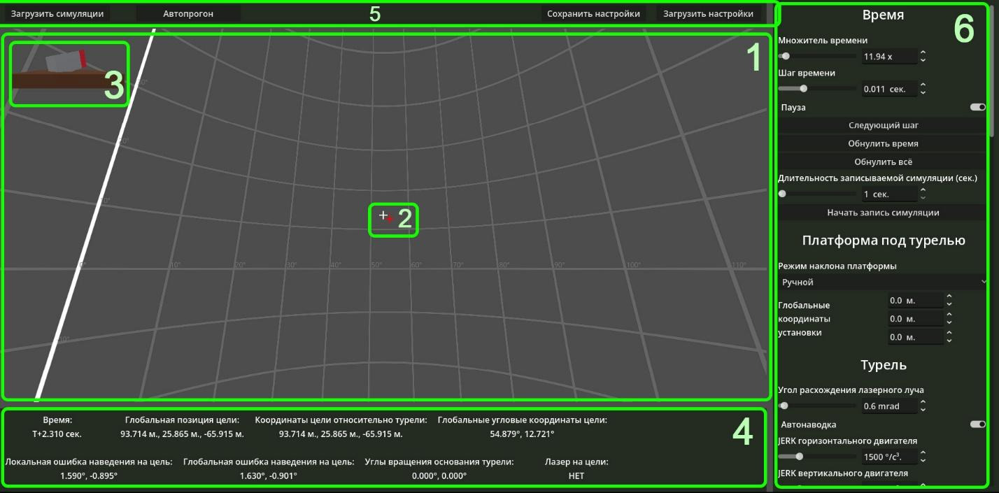 Загрузить симуляции
Автопрогон
5
Сохранить настройки
Загрузить настройки
1
3
2
0°
10°
20°
30°
40°
50°
60°
70°
80°
90°
100°
110°
Время:
T+2.310 сек.
Глобальная позиция цели:
93.714 м., 25.865 м., -65.915 м.
Координаты цели относительно турели:
93.714 м., 25.865 м., -65.915 м.
Глобальные угловые координаты цели:
54.879°, 12.721°
4
Локальная ошибка наведения на цель:
1.590°, -0.895°
Глобальная ошибка наведения на цель:
1.630°, -0.901°
Углы вращения основания турели:
0.000°, 0.000°
Лазер на цели:
НЕТ
6
Время
Множитель времени
11.94 x
Шаг времени
0.011 сек.
Пауза
Следующий шаг
Обнулить время
Обнулить всё
Длительность записываемой симуляции (сек.)
1 сек.
Начать запись симуляции
Платформа под турелью
Режим наклона платформы
Ручной
Глобальные
координаты
установки
0.0 м.
0.0 м.
0.0 м.
Турель
Угол расхождения лазерного луча
0.6 mrad
Автонаводка
JERK горизонтального двигателя
1500 °/с³.
JERK вертикального двигателя